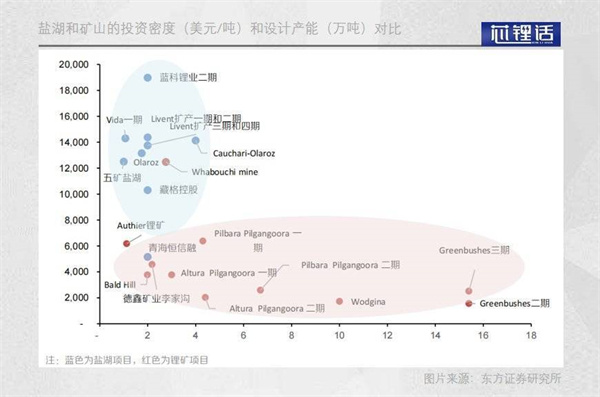 盐湖和矿山的投资密度（美元/吨）和设计产能（万吨）对比
芯锂话
20,000
18,000
16,000
14,000
12,000
10,000
8,000
6,000
4,000
2,000
-
蓝科锂业二期
Vida一期
Livent扩产一期和二期
Livent扩产三期和四期
Cauchari-Olaroz
Olaroz
Whabouchi mine
五矿盐湖
藏格控股
Authier锂矿
青海恒信融
Pilbara Pilgangoora 一期
Pilbara Pilgangoora 二期
Greenbushes三期
Altura Pilgangoora 一期
Bald Hill
德鑫矿业李家沟
Altura Pilgangoora 二期
Wodgina
Greenbushes二期
- 2 4 6 8 10 12 14 16 18
注：蓝色为盐湖项目，红色为锂矿项目
图片来源：东方证券研究所